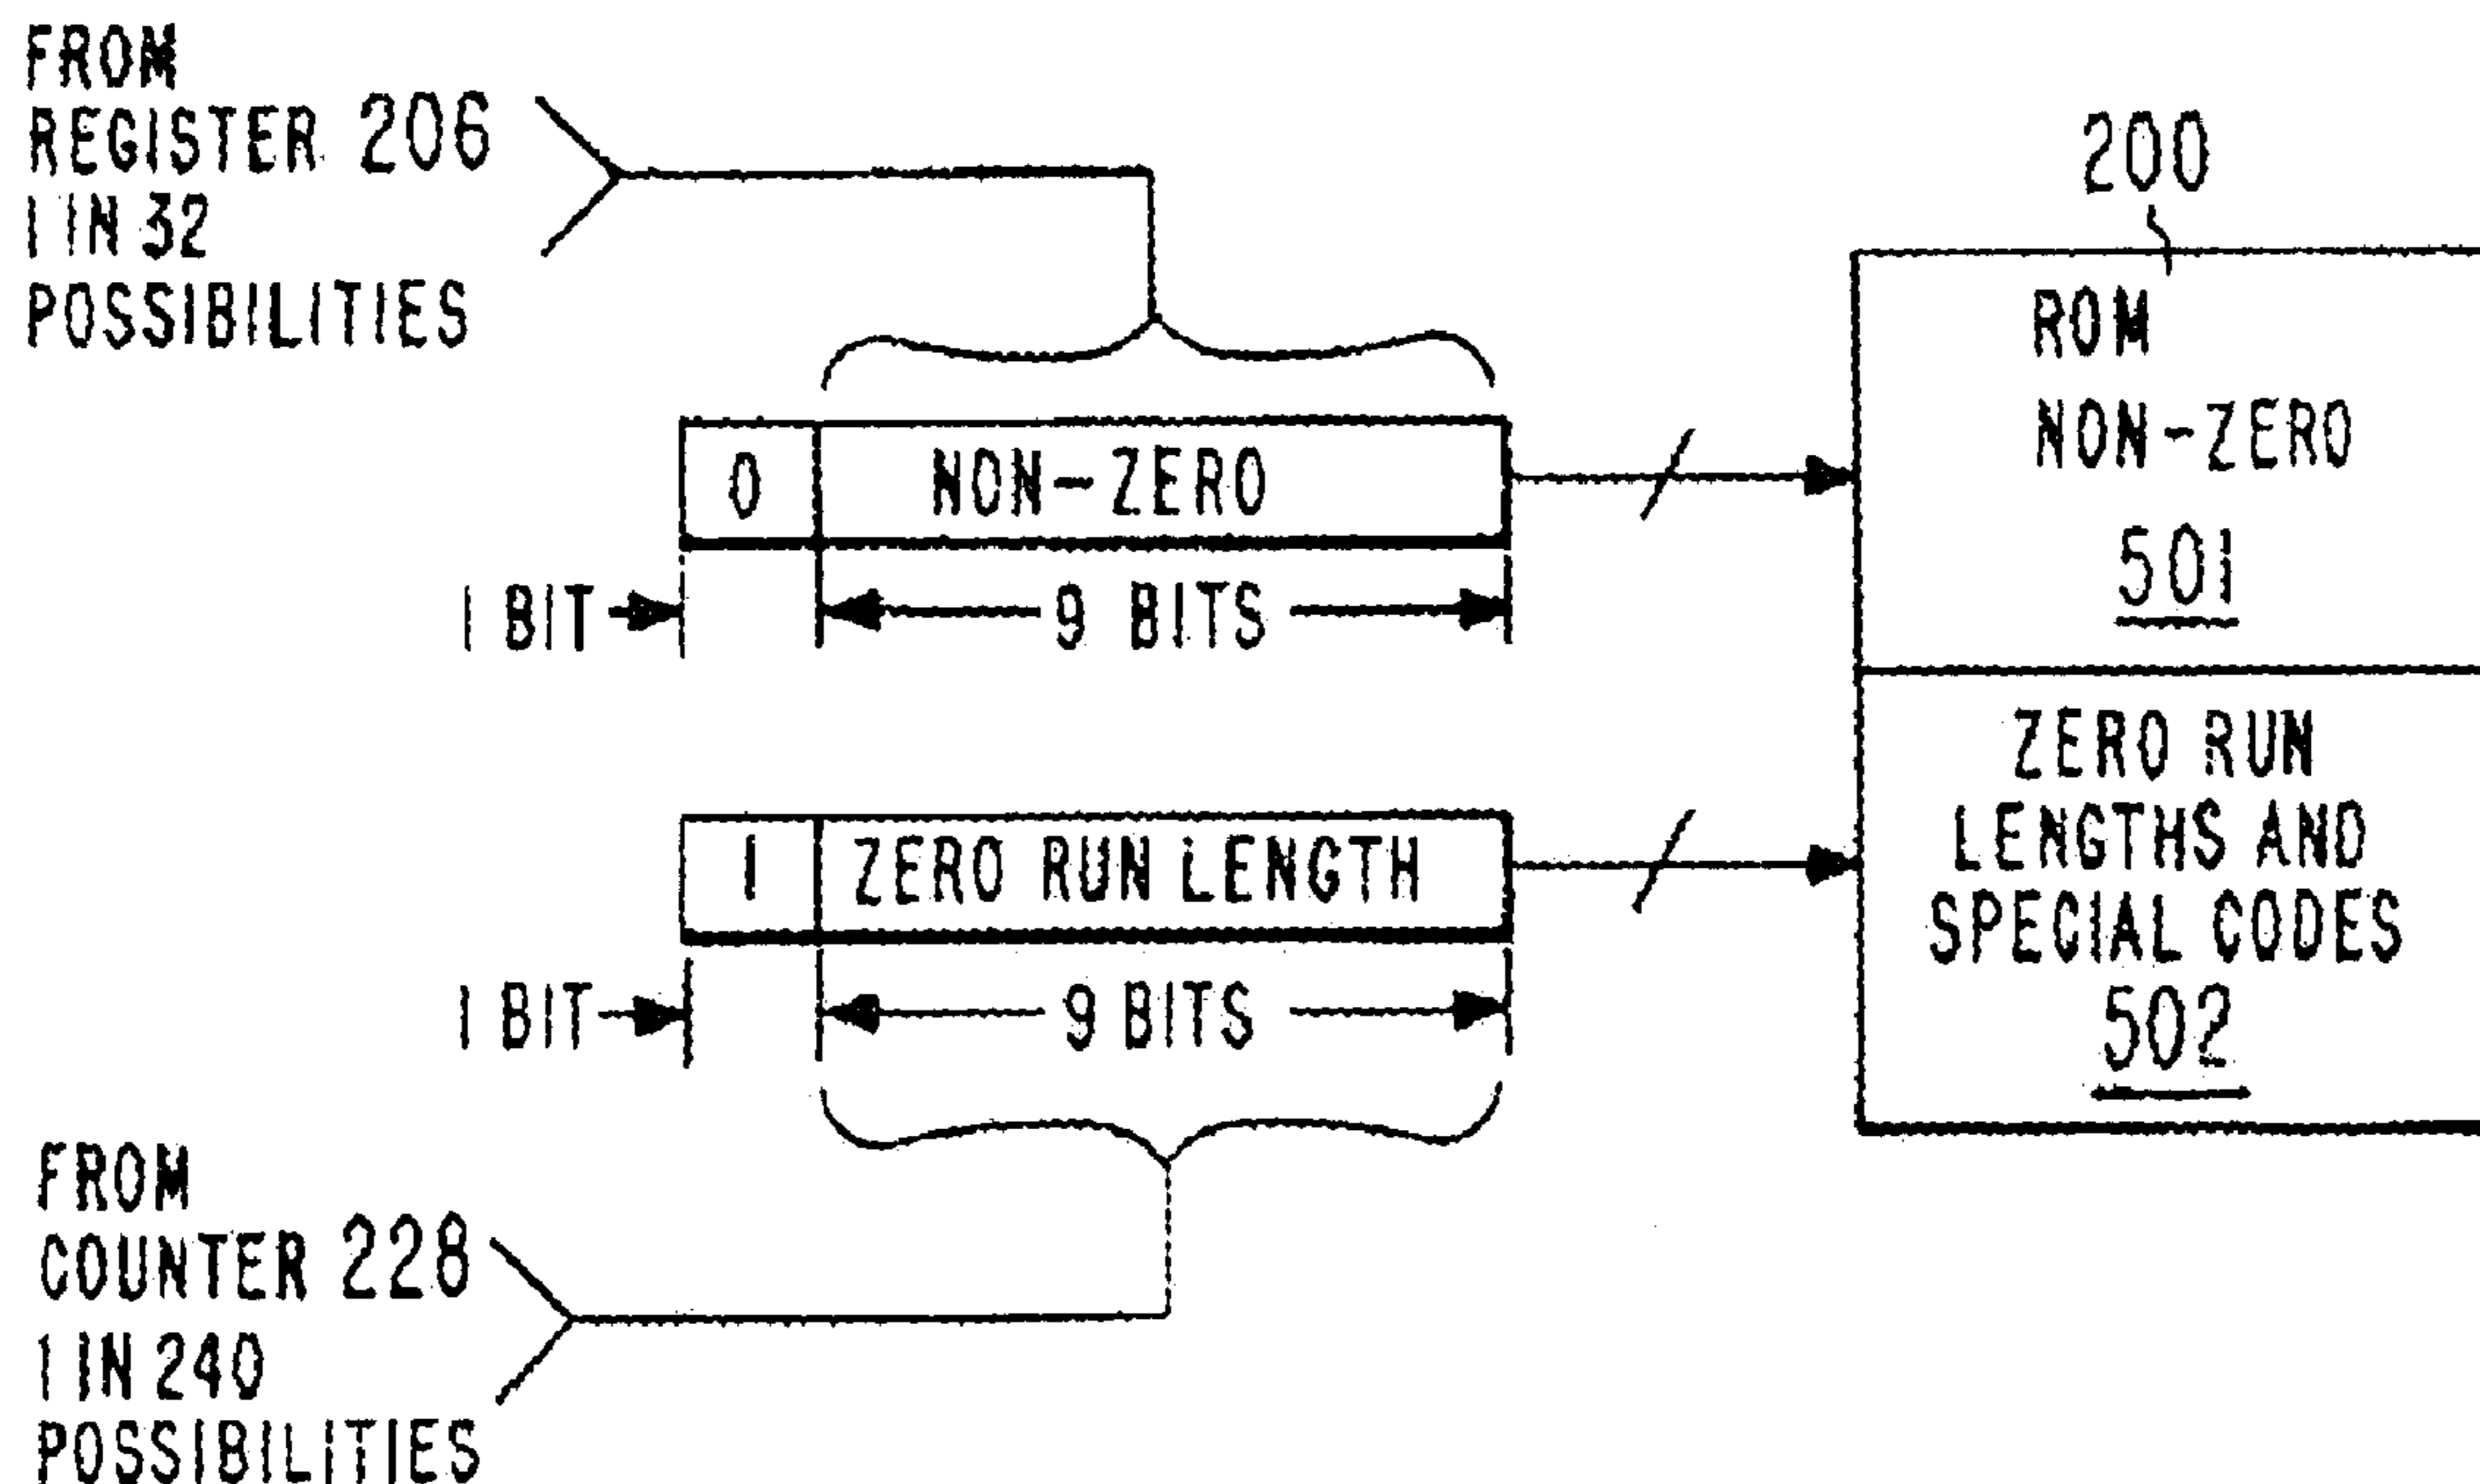 FROM
REGISTER 206
1 IN 32
POSSIBILITIES
200
ROM
NON-ZERO
501
0 NON-ZERO
1 BIT 9 BITS
ZERO RUN
LENGTHS AND
SPECIAL CODES
502
1 ZERO RUN LENGTH
1 BIT 9 BITS
FROM
COUNTER 228
1 IN 240
POSSIBILITIES